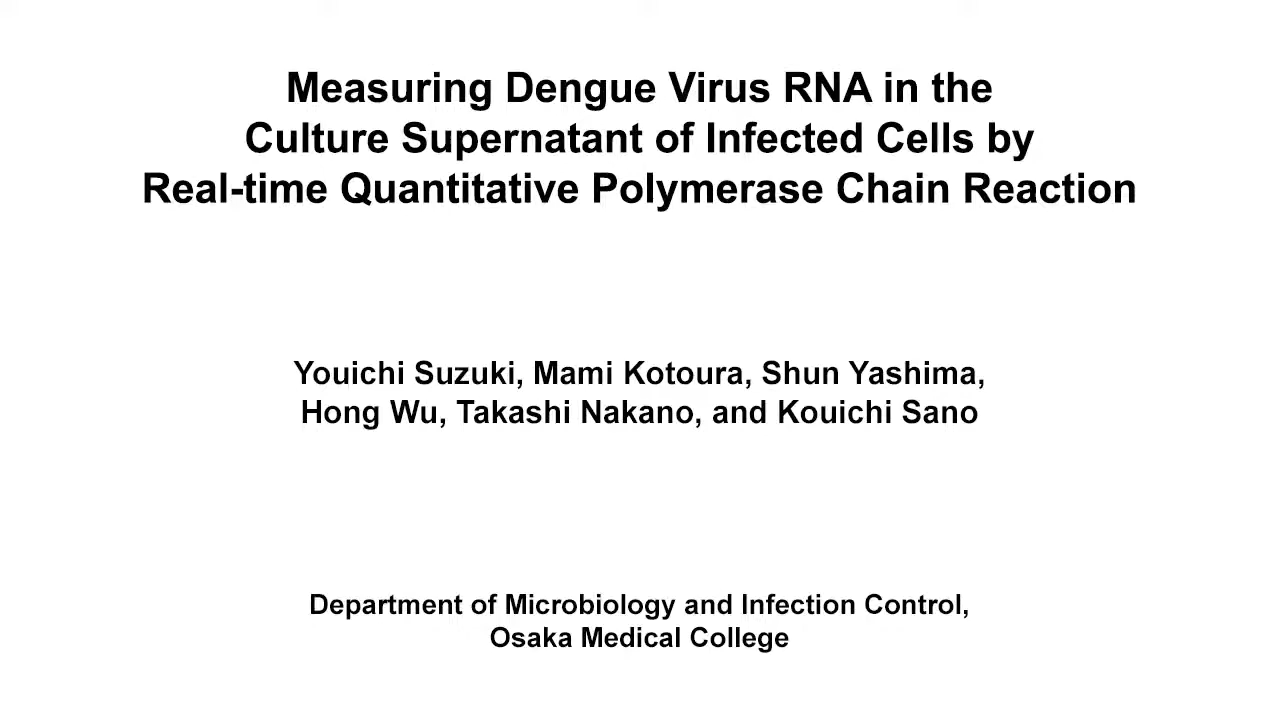 Measuring Dengue Virus RNA in the
Culture Supernatant of Infected Cells by
Real-time Quantitative Polymerase Chain Reaction
Youichi Suzuki, Mami Kotoura, Shun Yashima,
Hong Wu, Takashi Nakano, and Kouichi Sano
Department of Microbiology and Infection Control,
Osaka Medical College